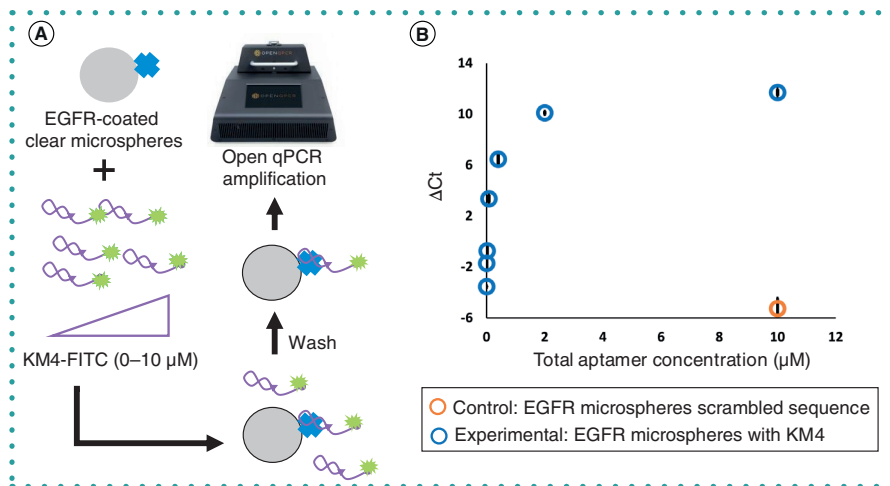 A
EGFR-coated
clear microspheres
+
KM4-FITC (0–10 µM)
OPENQPCR
OPENQPCR
Open qPCR
amplification
Wash
B
14
10
6
2
-2
-6
ΔCt
0
2
4
6
8
10
12
Total aptamer concentration (µM)
Control: EGFR microspheres scrambled sequence
Experimental: EGFR microspheres with KM4